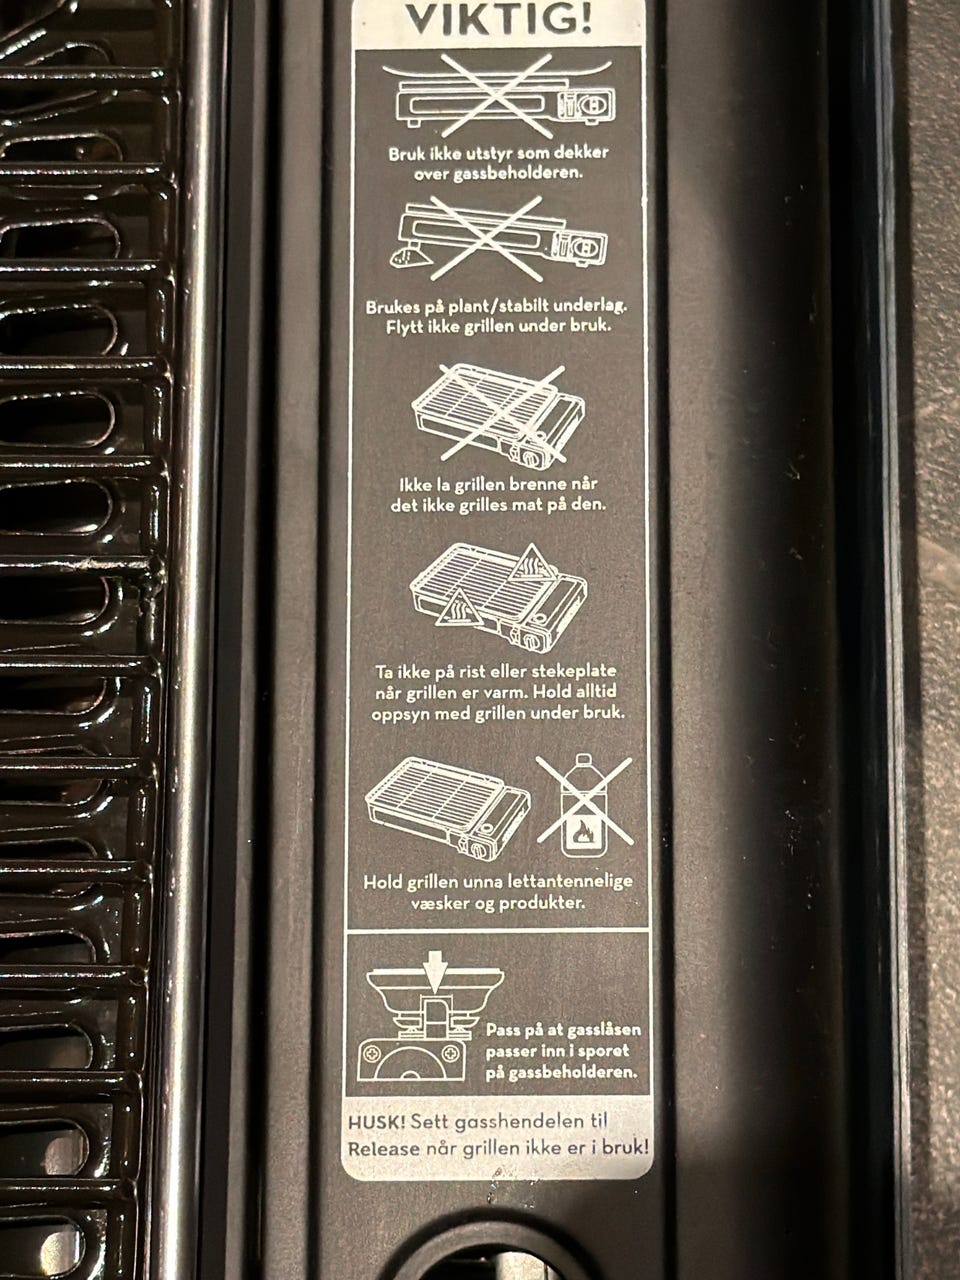 VIKTIG!
Bruk ikke utstyr som dekker
over gassbeholderen.
Brukes på plant/stabilt underlag.
Flytt ikke grillen under bruk.
Ikke la grillen brenne når
det ikke grilles mat på den.
Ta ikke på rist eller stekeplate
når grillen er varm. Hold alltid
oppsyn med grillen under bruk.
Hold grillen unna lettantennelige
væsker og produkter.
Pass på at gasslåsen
passer inn i sporet
på gassbeholderen.
HUSK! Sett gasshendelen til
Release når grillen ikke er i bruk!